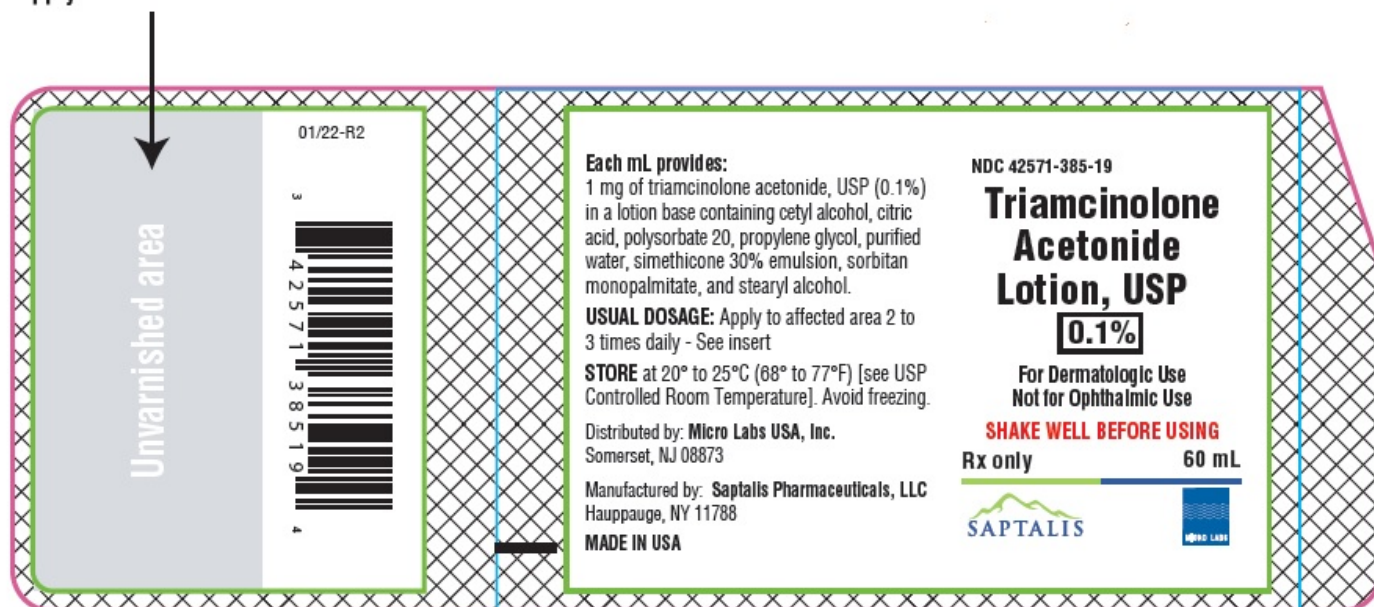 Unvarnished area
01/22-R2
3 42571 38519 4
Each mL provides:
1 mg of triamcinolone acetonide, USP (0.1%)
in a lotion base containing cetyl alcohol, citric
acid, polysorbate 20, propylene glycol, purified
water, simethicone 30% emulsion, sorbitan
monopalmitate, and stearyl alcohol.
USUAL DOSAGE: Apply to affected area 2 to
3 times daily - See insert
STORE at 20° to 25°C (68° to 77°F) [see USP
Controlled Room Temperature]. Avoid freezing.
Distributed by: Micro Labs USA, Inc.
Somerset, NJ 08873
Manufactured by: Saptalis Pharmaceuticals, LLC
Hauppauge, NY 11788
MADE IN USA
NDC 42571-385-19
Triamcinolone
Acetonide
Lotion, USP
0.1%
For Dermatologic Use
Not for Ophthalmic Use
SHAKE WELL BEFORE USING
Rx only 60 mL
SAPTALIS
MICRO LABS